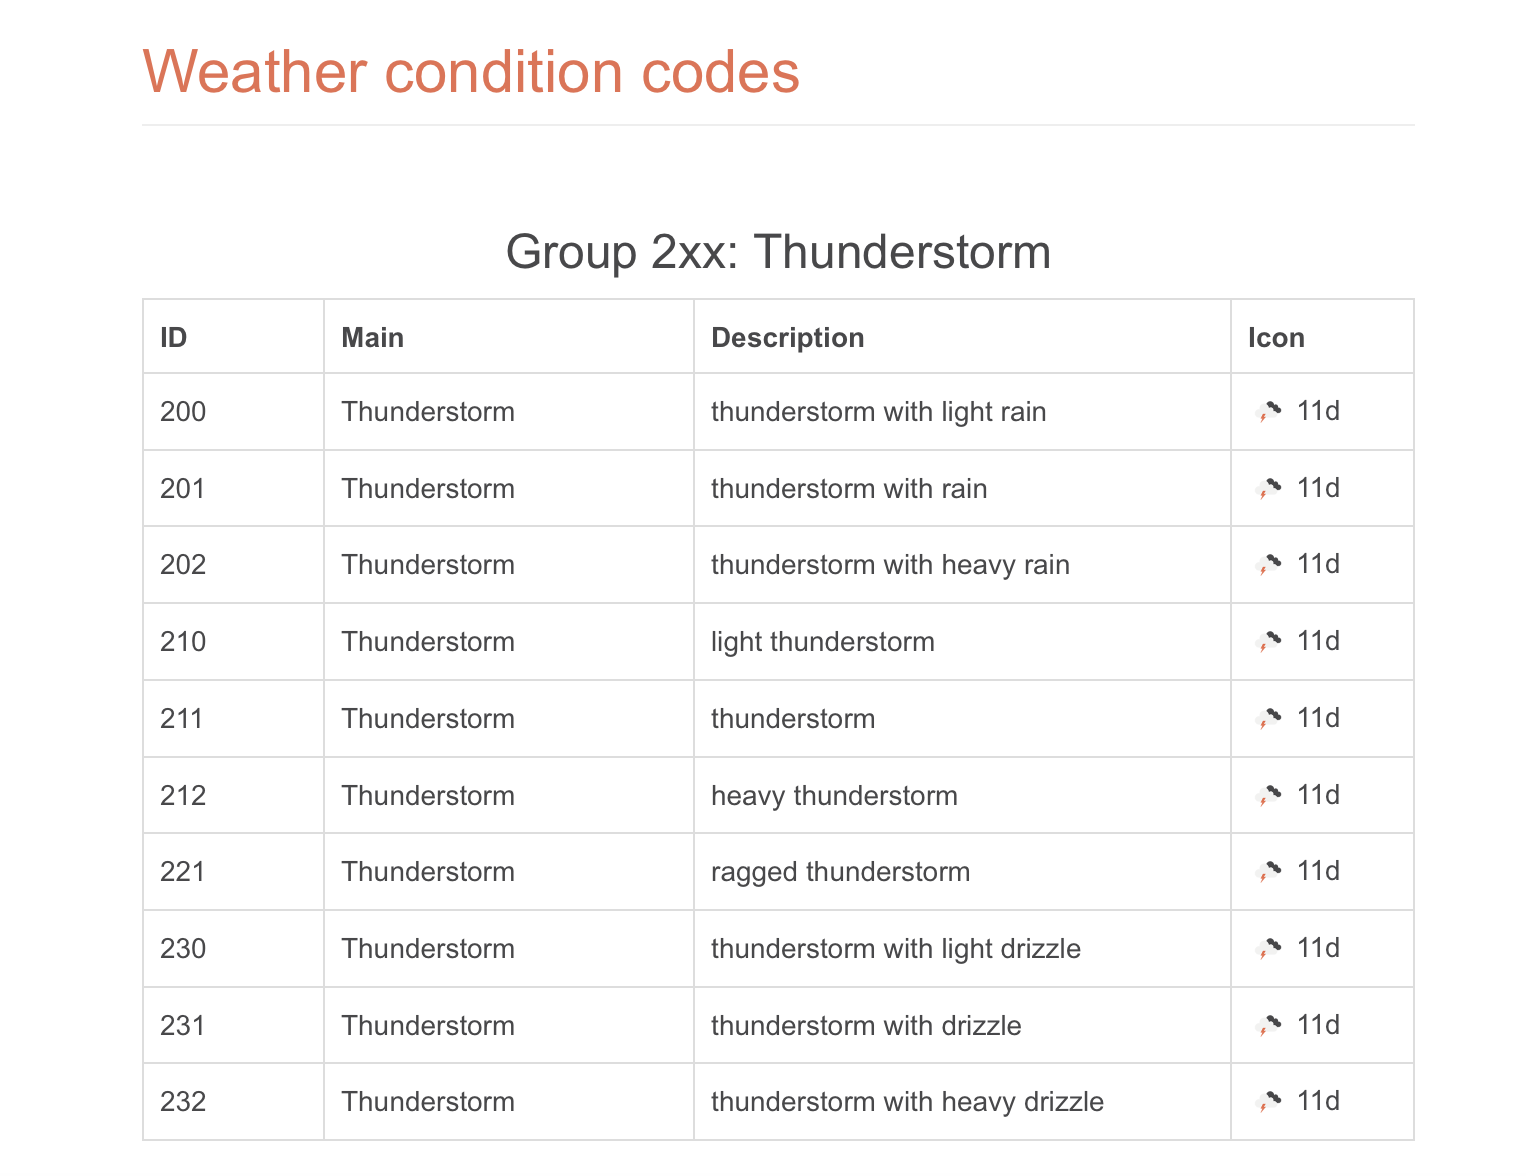 Weather condition codes
Group 2xx: Thunderstorm
ID Main Description Icon
200 Thunderstorm thunderstorm with light rain 11d
201 Thunderstorm thunderstorm with rain 11d
202 Thunderstorm thunderstorm with heavy rain 11d
210 Thunderstorm light thunderstorm 11d
211 Thunderstorm thunderstorm 11d
212 Thunderstorm heavy thunderstorm 11d
221 Thunderstorm ragged thunderstorm 11d
230 Thunderstorm thunderstorm with light drizzle 11d
231 Thunderstorm thunderstorm with drizzle 11d
232 Thunderstorm thunderstorm with heavy drizzle 11d